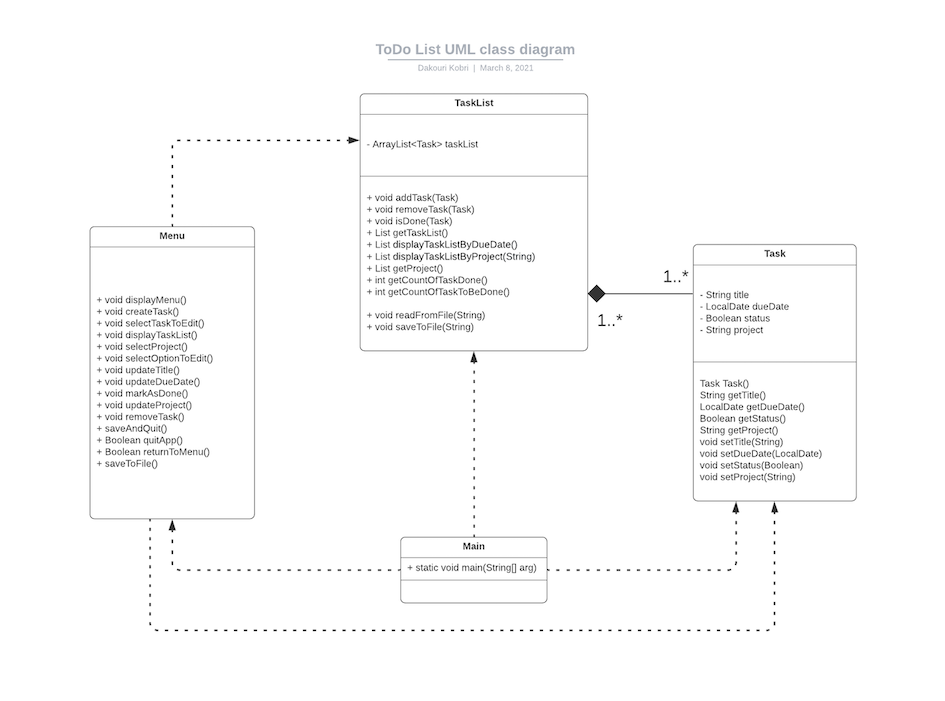 ToDo List UML class diagram
Dakouri Kobri | March 8, 2021
TaskList
- ArrayList<Task> taskList
+ void addTask(Task)
+ void removeTask(Task)
+ void isDone(Task)
+ List getTaskList()
+ List displayTaskListByDueDate()
+ List displayTaskListByProject(String)
+ List getProject()
+ int getCountOfTaskDone()
+ int getCountOfTaskToBeDone()
+ void readFromFile(String)
+ void saveToFile(String)
Menu
+ void displayMenu()
+ void createTask()
+ void selectTaskToEdit()
+ void displayTaskList()
+ void selectProject()
+ void selectOptionToEdit()
+ void updateTitle()
+ void updateDueDate()
+ void markAsDone()
+ void updateProject()
+ void removeTask()
+ saveAndQuit()
+ Boolean quitApp()
+ Boolean returnToMenu()
+ saveToFile()
1..*
1..*
Task
- String title
- LocalDate dueDate
- Boolean status
- String project
Task Task()
String getTitle()
LocalDate getDueDate()
Boolean getStatus()
String getProject()
void setTitle(String)
void setDueDate(LocalDate)
void setStatus(Boolean)
void setProject(String)
Main
+ static void main(String[] arg)